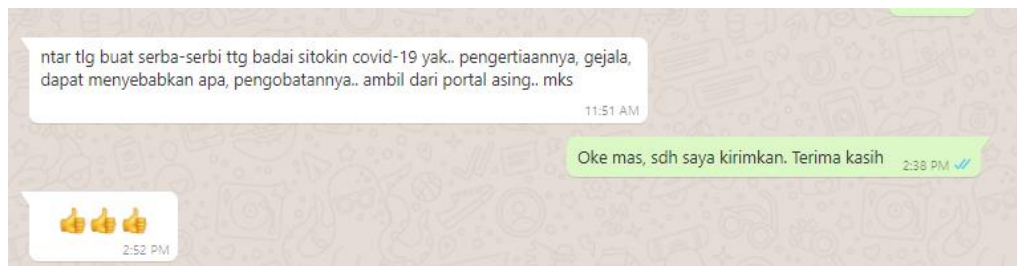 ntar tlg buat serba-serbi ttg badai sitokin covid-19 yak.. pengertiaannya, gejala,
dapat menyebabkan apa, pengobatannya.. ambil dari portal asing.. mks
11:51 AM
Oke mas, sdh saya kirimkan. Terima kasih 2:38 PM
👍👍👍
2:52 PM